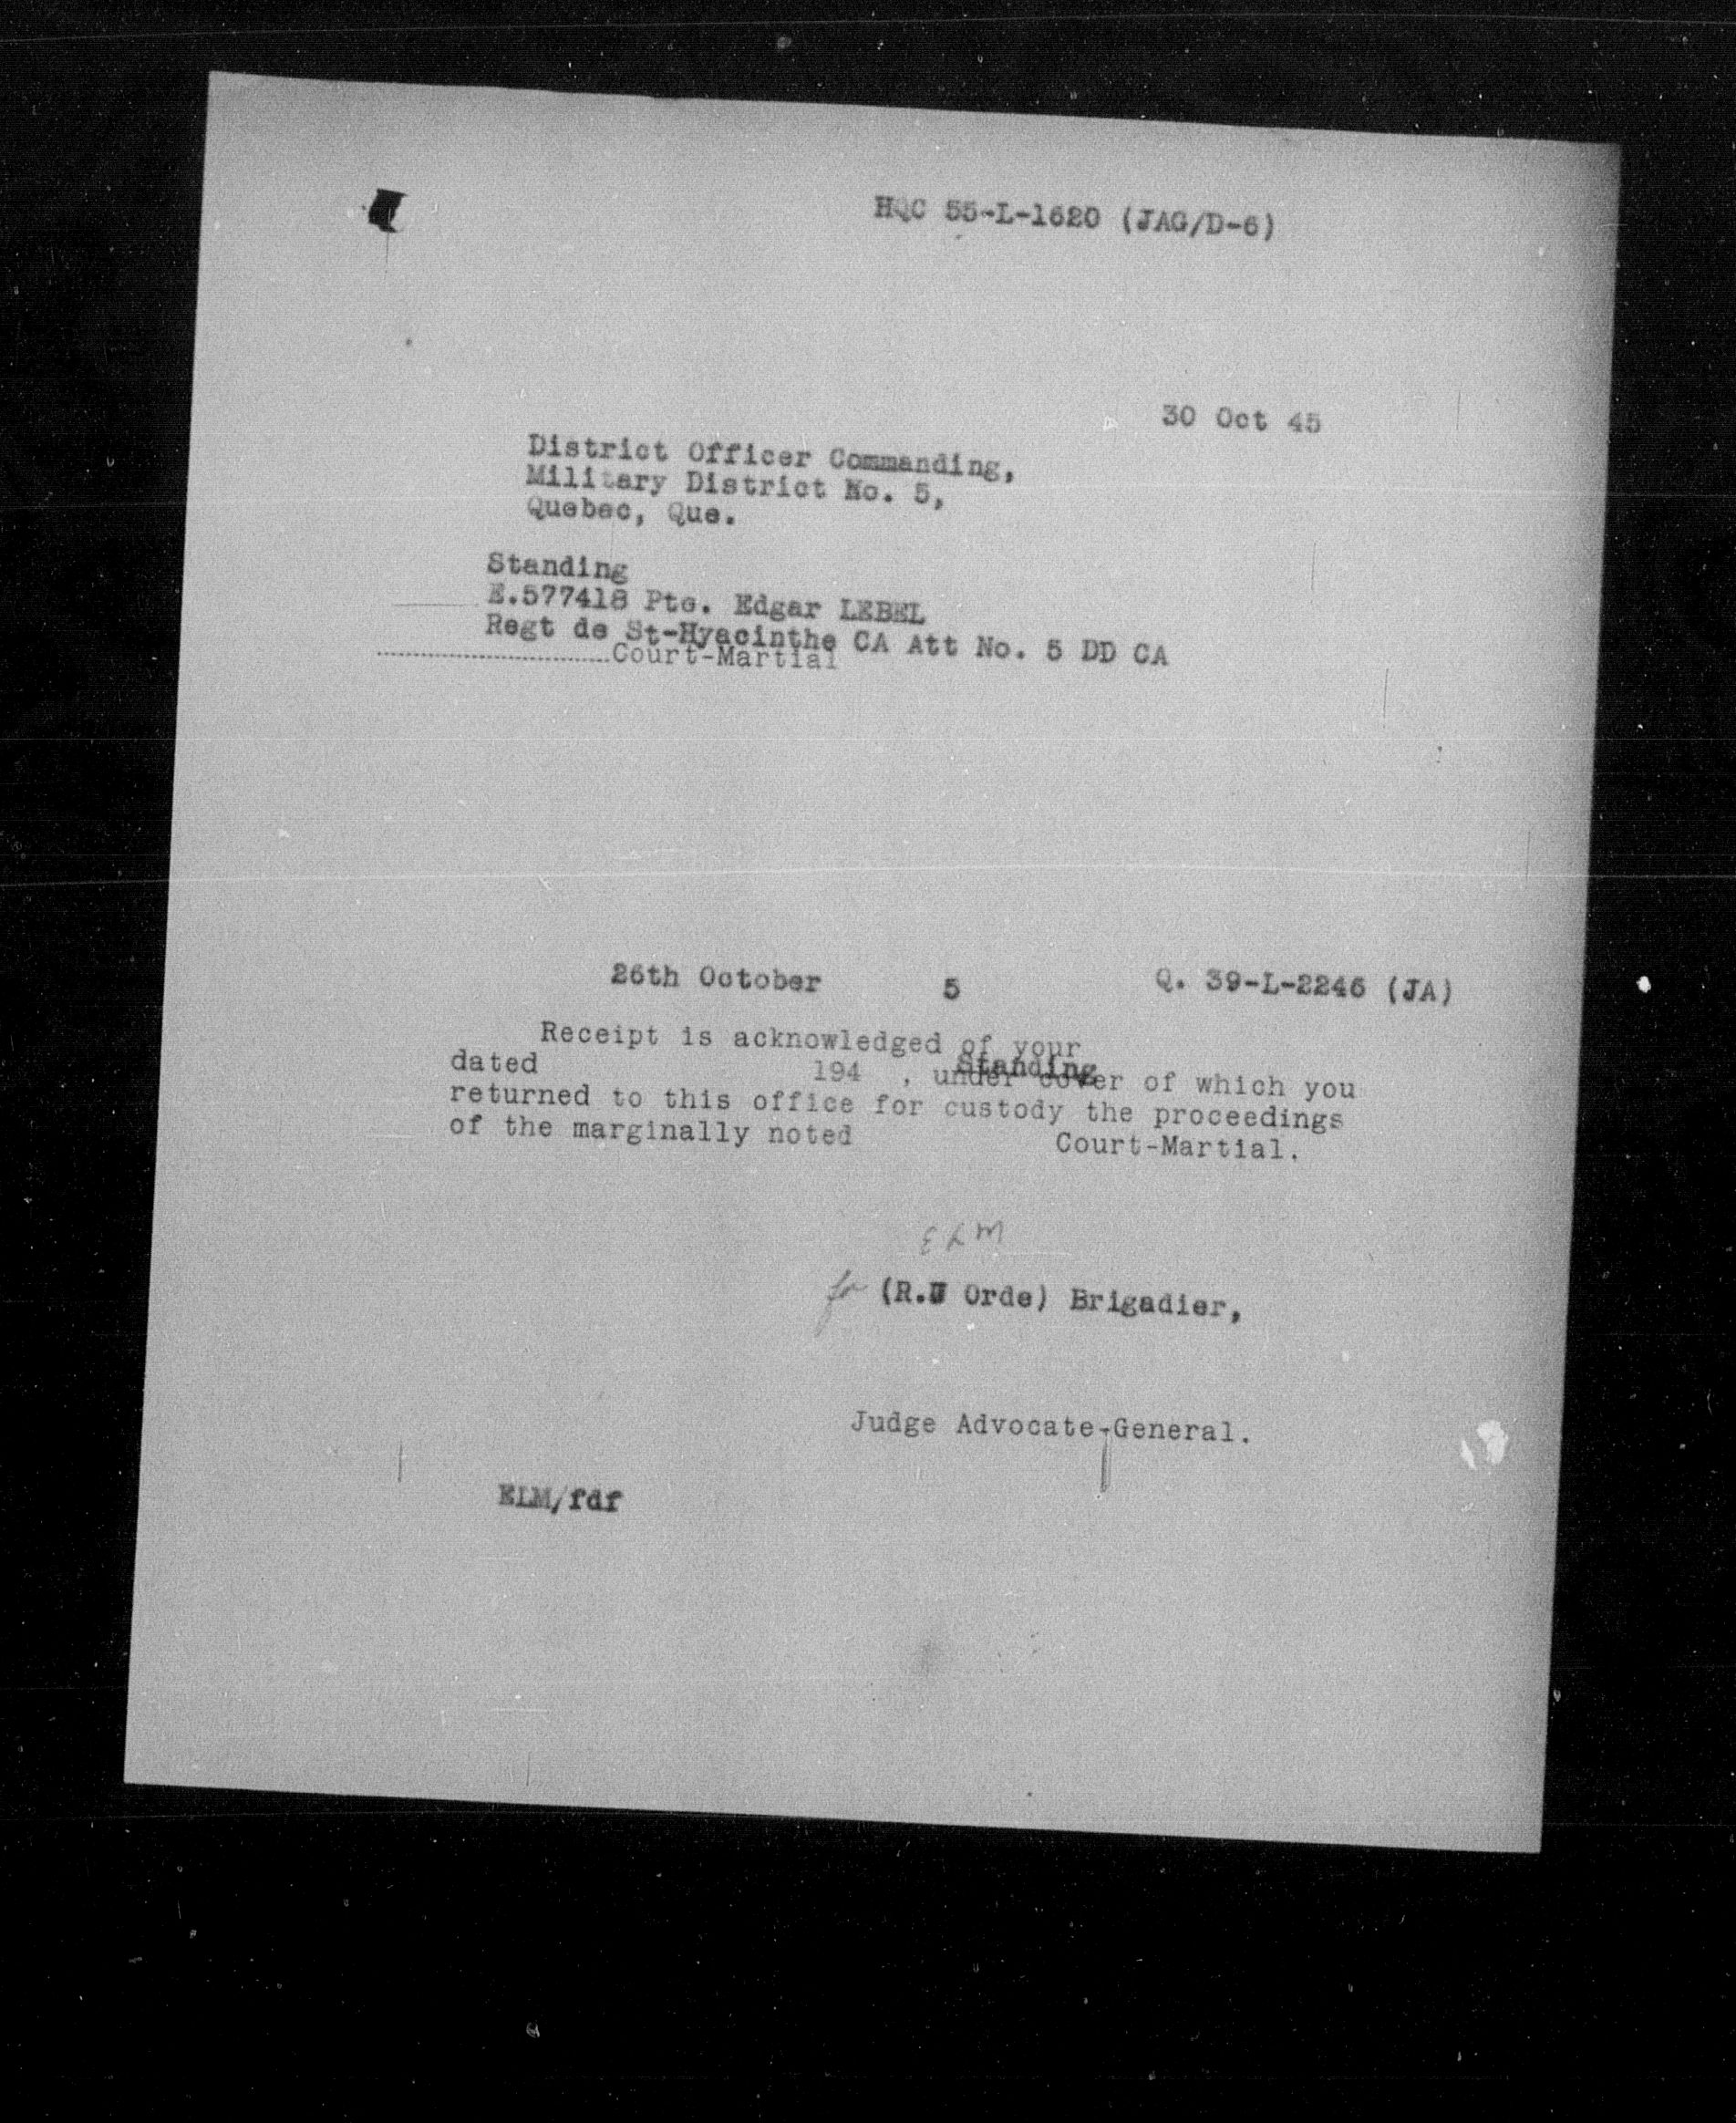 HQC 55-L-1620 (JAG/D-6)
30 Oct 45
District Officer Commanding,
Military District No. 5,
Quebec, Que.
Standing
E.577418 Pte. Edgar LEBEL
Regt de St-Hyacinthe CA Att No. 5 DD CA
Court-Martial
26th October 5 Q. 39-L-2246 (JA)
Receipt is acknowledged of your
Standing
dated 194 , under cover of which you
returned to this office for custody the proceedings
of the marginally noted Court-Martial.
ELM
for (R.J Orde) Brigadier,
Judge Advocate-General.
ELM/fdf